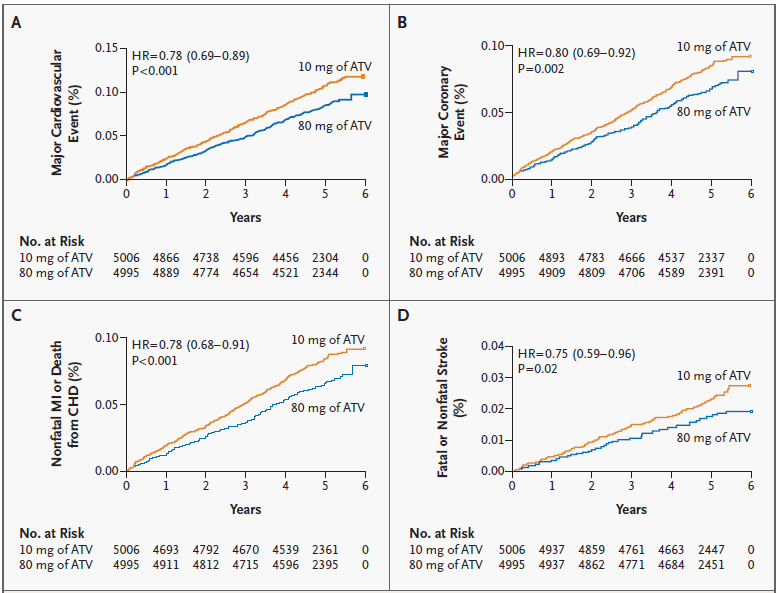 A
Major Cardiovascular
Event (%)
0.15
0.10
0.05
0.00
HR=0.78 (0.69–0.89)
P<0.001
10 mg of ATV
80 mg of ATV
0 1 2 3 4 5 6
Years
No. at Risk
10 mg of ATV 5006 4866 4738 4596 4456 2304 0
80 mg of ATV 4995 4889 4774 4654 4521 2344 0
B
Major Coronary
Event (%)
0.10
0.05
0.00
HR=0.80 (0.69–0.92)
P=0.002
10 mg of ATV
80 mg of ATV
0 1 2 3 4 5 6
Years
No. at Risk
10 mg of ATV 5006 4893 4783 4666 4537 2337 0
80 mg of ATV 4995 4909 4809 4706 4589 2391 0
C
Nonfatal MI or Death
from CHD (%)
0.10
0.05
0.00
HR=0.78 (0.68–0.91)
P<0.001
10 mg of ATV
80 mg of ATV
0 1 2 3 4 5 6
Years
No. at Risk
10 mg of ATV 5006 4693 4792 4670 4539 2361 0
80 mg of ATV 4995 4911 4812 4715 4596 2395 0
D
Fatal or Nonfatal Stroke
(%)
0.04
0.03
0.02
0.01
0.00
HR=0.75 (0.59–0.96)
P=0.02
10 mg of ATV
80 mg of ATV
0 1 2 3 4 5 6
Years
No. at Risk
10 mg of ATV 5006 4937 4859 4761 4663 2447 0
80 mg of ATV 4995 4937 4862 4771 4684 2451 0